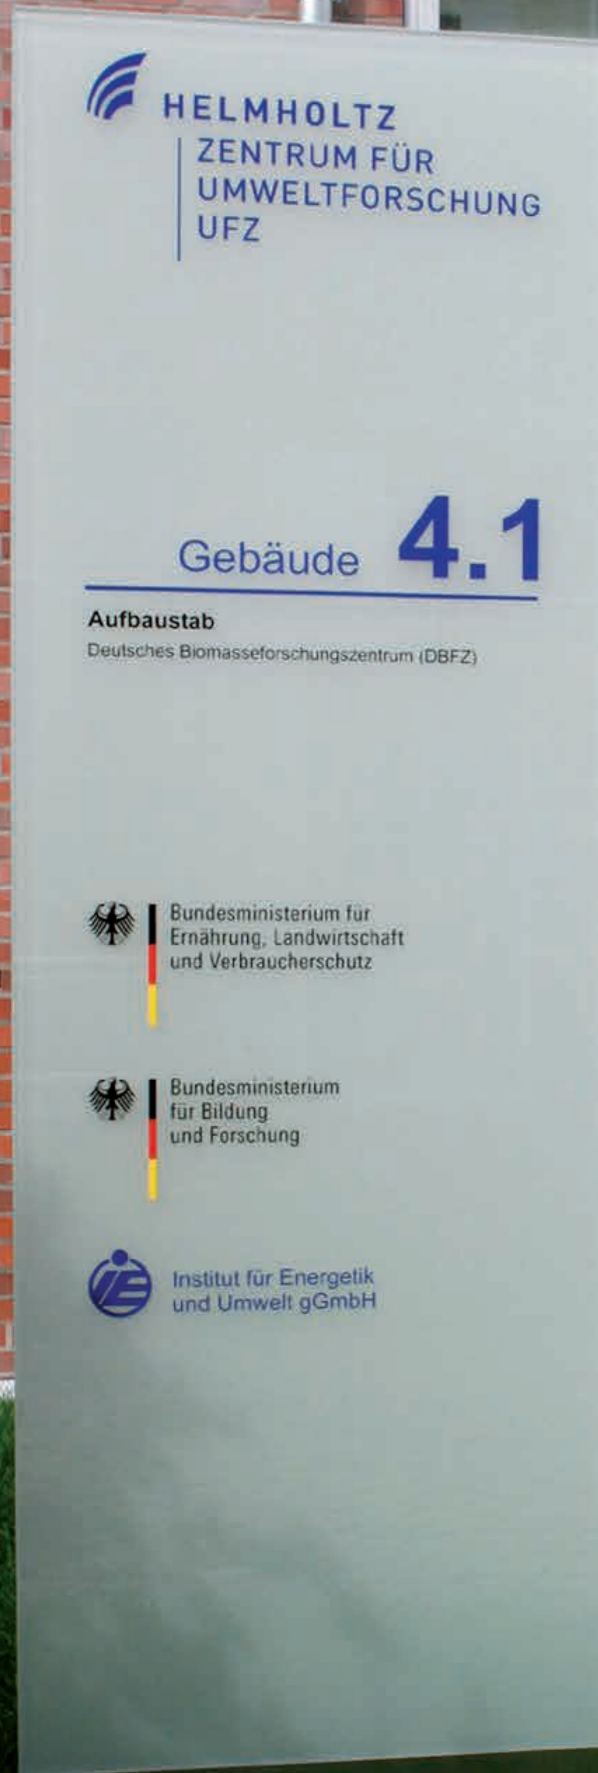 HELMHOLTZ
ZENTRUM FÜR
UMWELTFORSCHUNG
UFZ
Gebäude 4.1
Aufbaustab
Deutsches Biomasseforschungszentrum (DBFZ)
Bundesministerium für
Ernährung, Landwirtschaft
und Verbraucherschutz
Bundesministerium
für Bildung
und Forschung
IE
Institut für Energetik
und Umwelt gGmbH